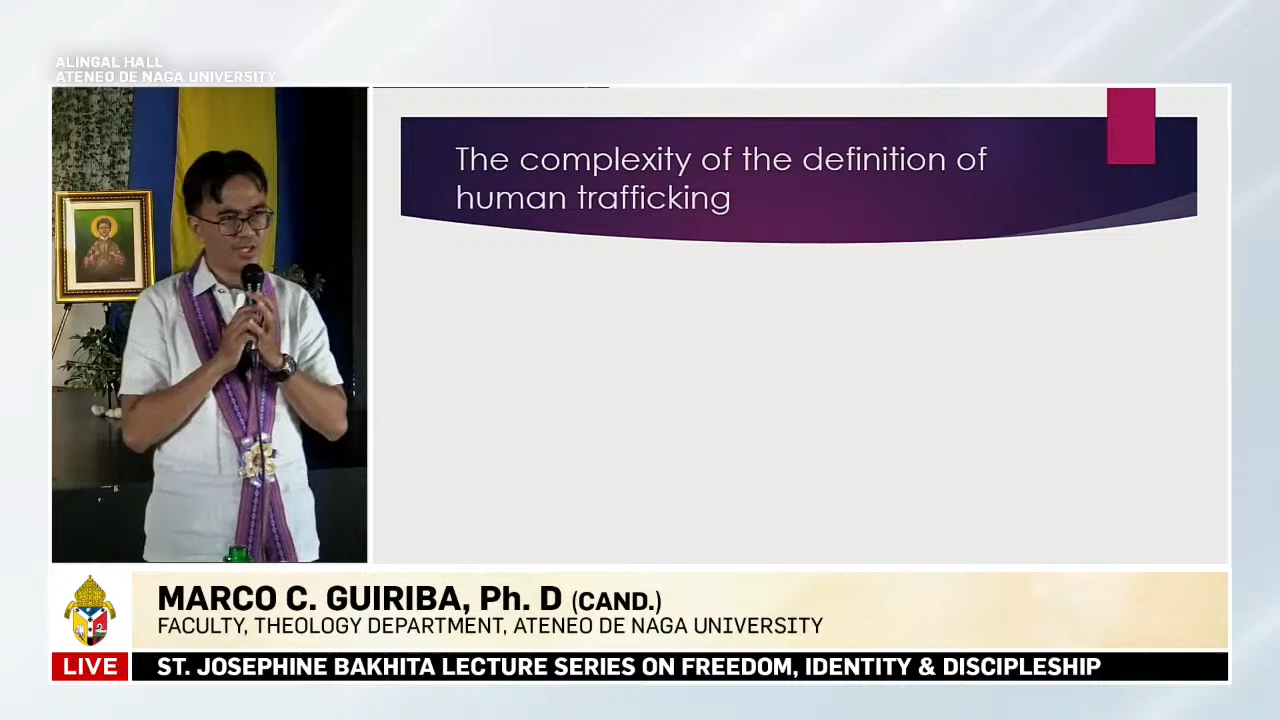 ALINGAL HALL
ATENEO DE NAGA UNIVERSITY
The complexity of the definition of
human trafficking
MARCO C. GUIRIBA, Ph. D (CAND.)
FACULTY, THEOLOGY DEPARTMENT, ATENEO DE NAGA UNIVERSITY
LIVE
ST. JOSEPHINE BAKHITA LECTURE SERIES ON FREEDOM, IDENTITY & DISCIPLESHIP